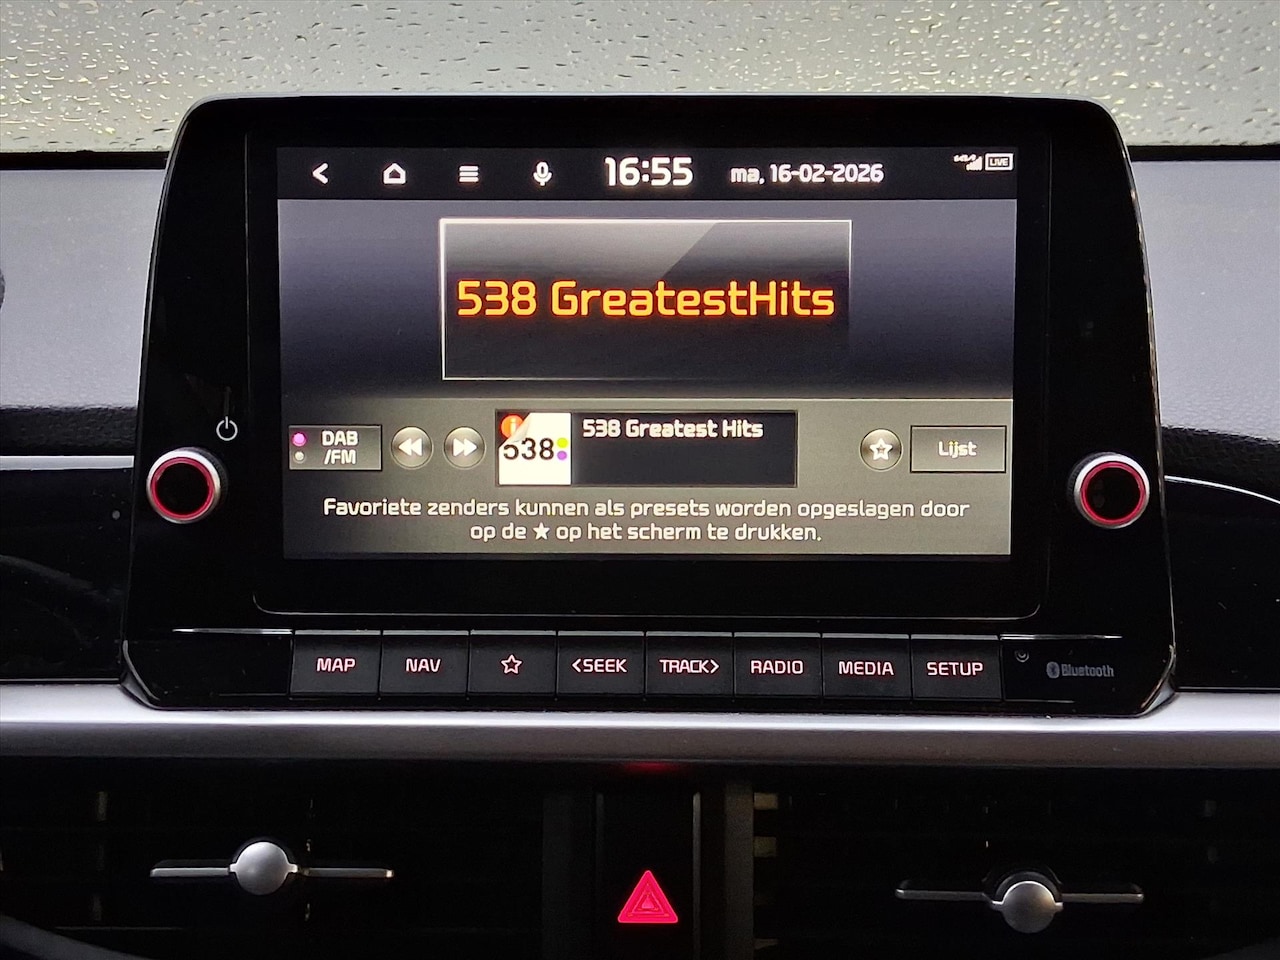 16:55 ma, 16-02-2026 LIVE
538 GreatestHits
DAB
/FM
538
538 Greatest Hits
Lijst
Favoriete zenders kunnen als presets worden opgeslagen door
op de ★ op het scherm te drukken.
MAP NAV <SEEK TRACK> RADIO MEDIA SETUP
Bluetooth